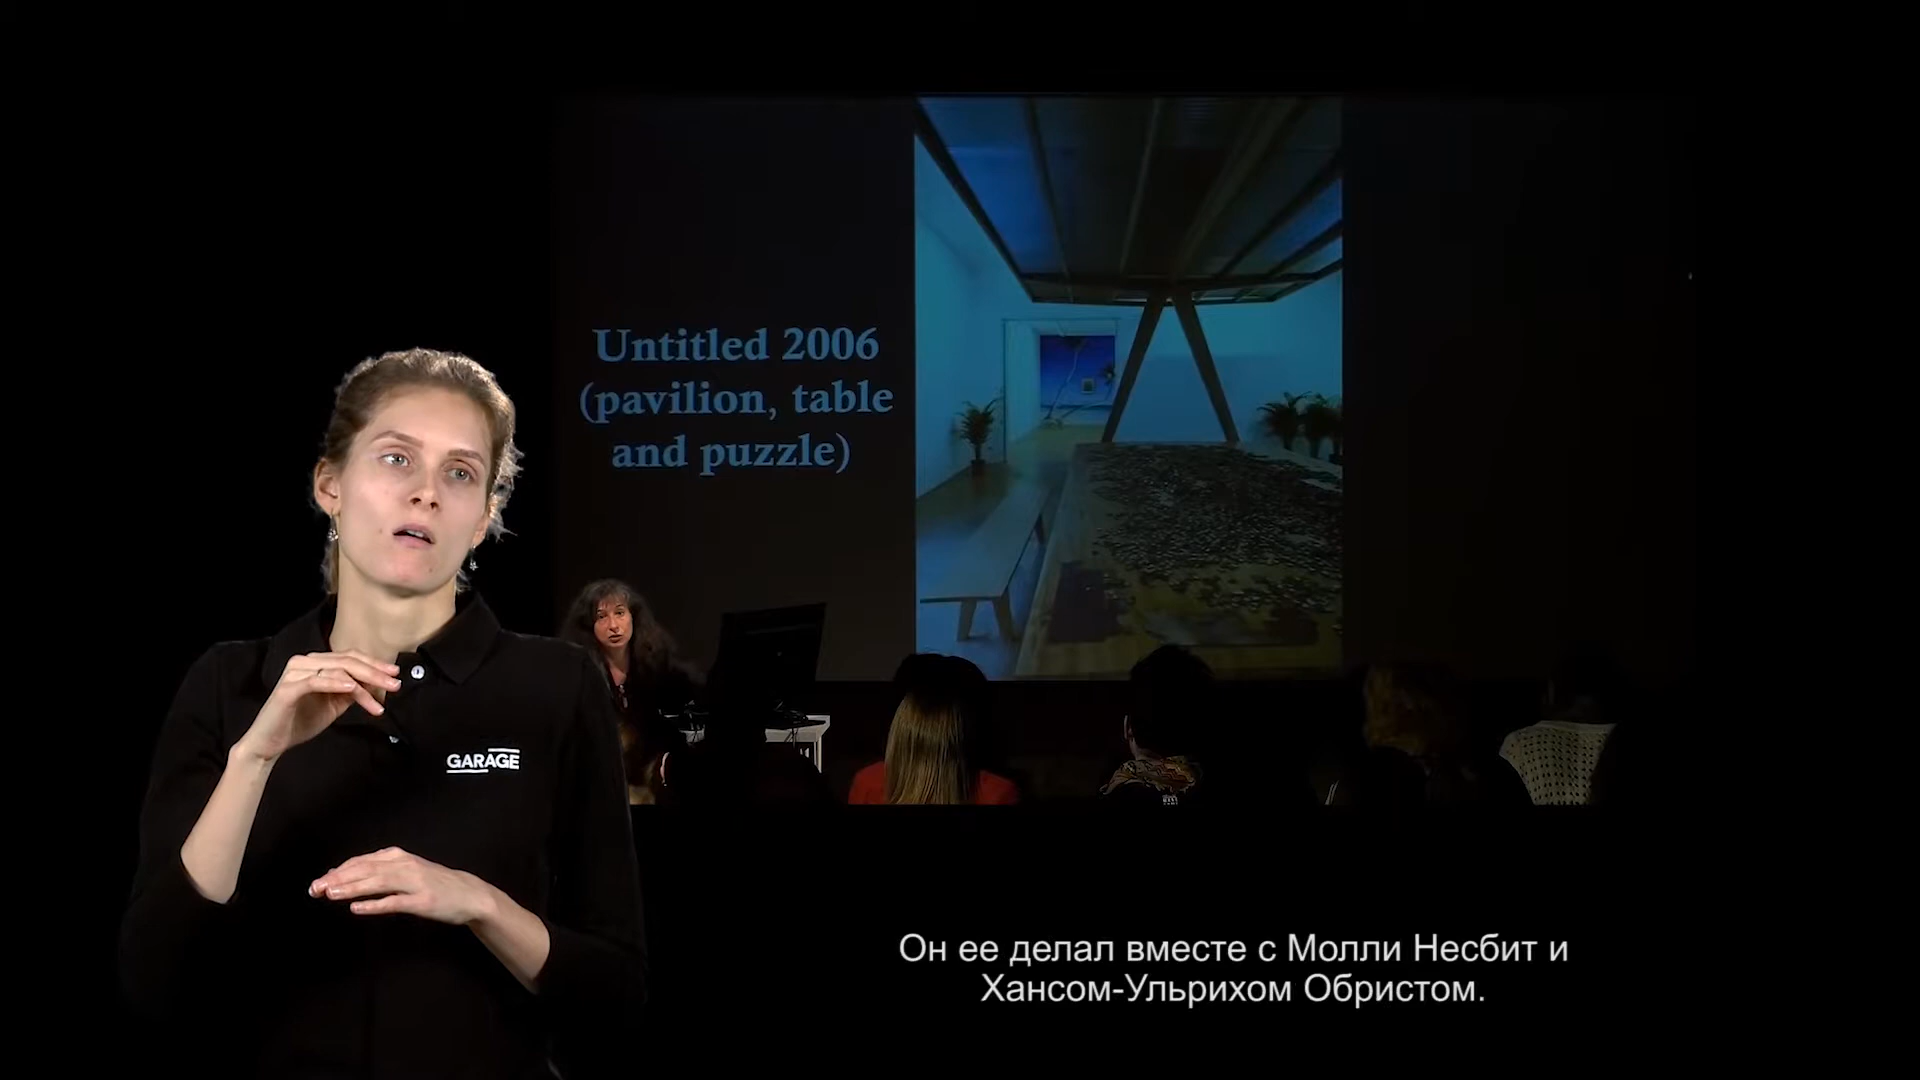 Untitled 2006
(pavilion, table
and puzzle)
GARAGE
Он ее делал вместе с Молли Несбит и
Хансом-Ульрихом Обристом.